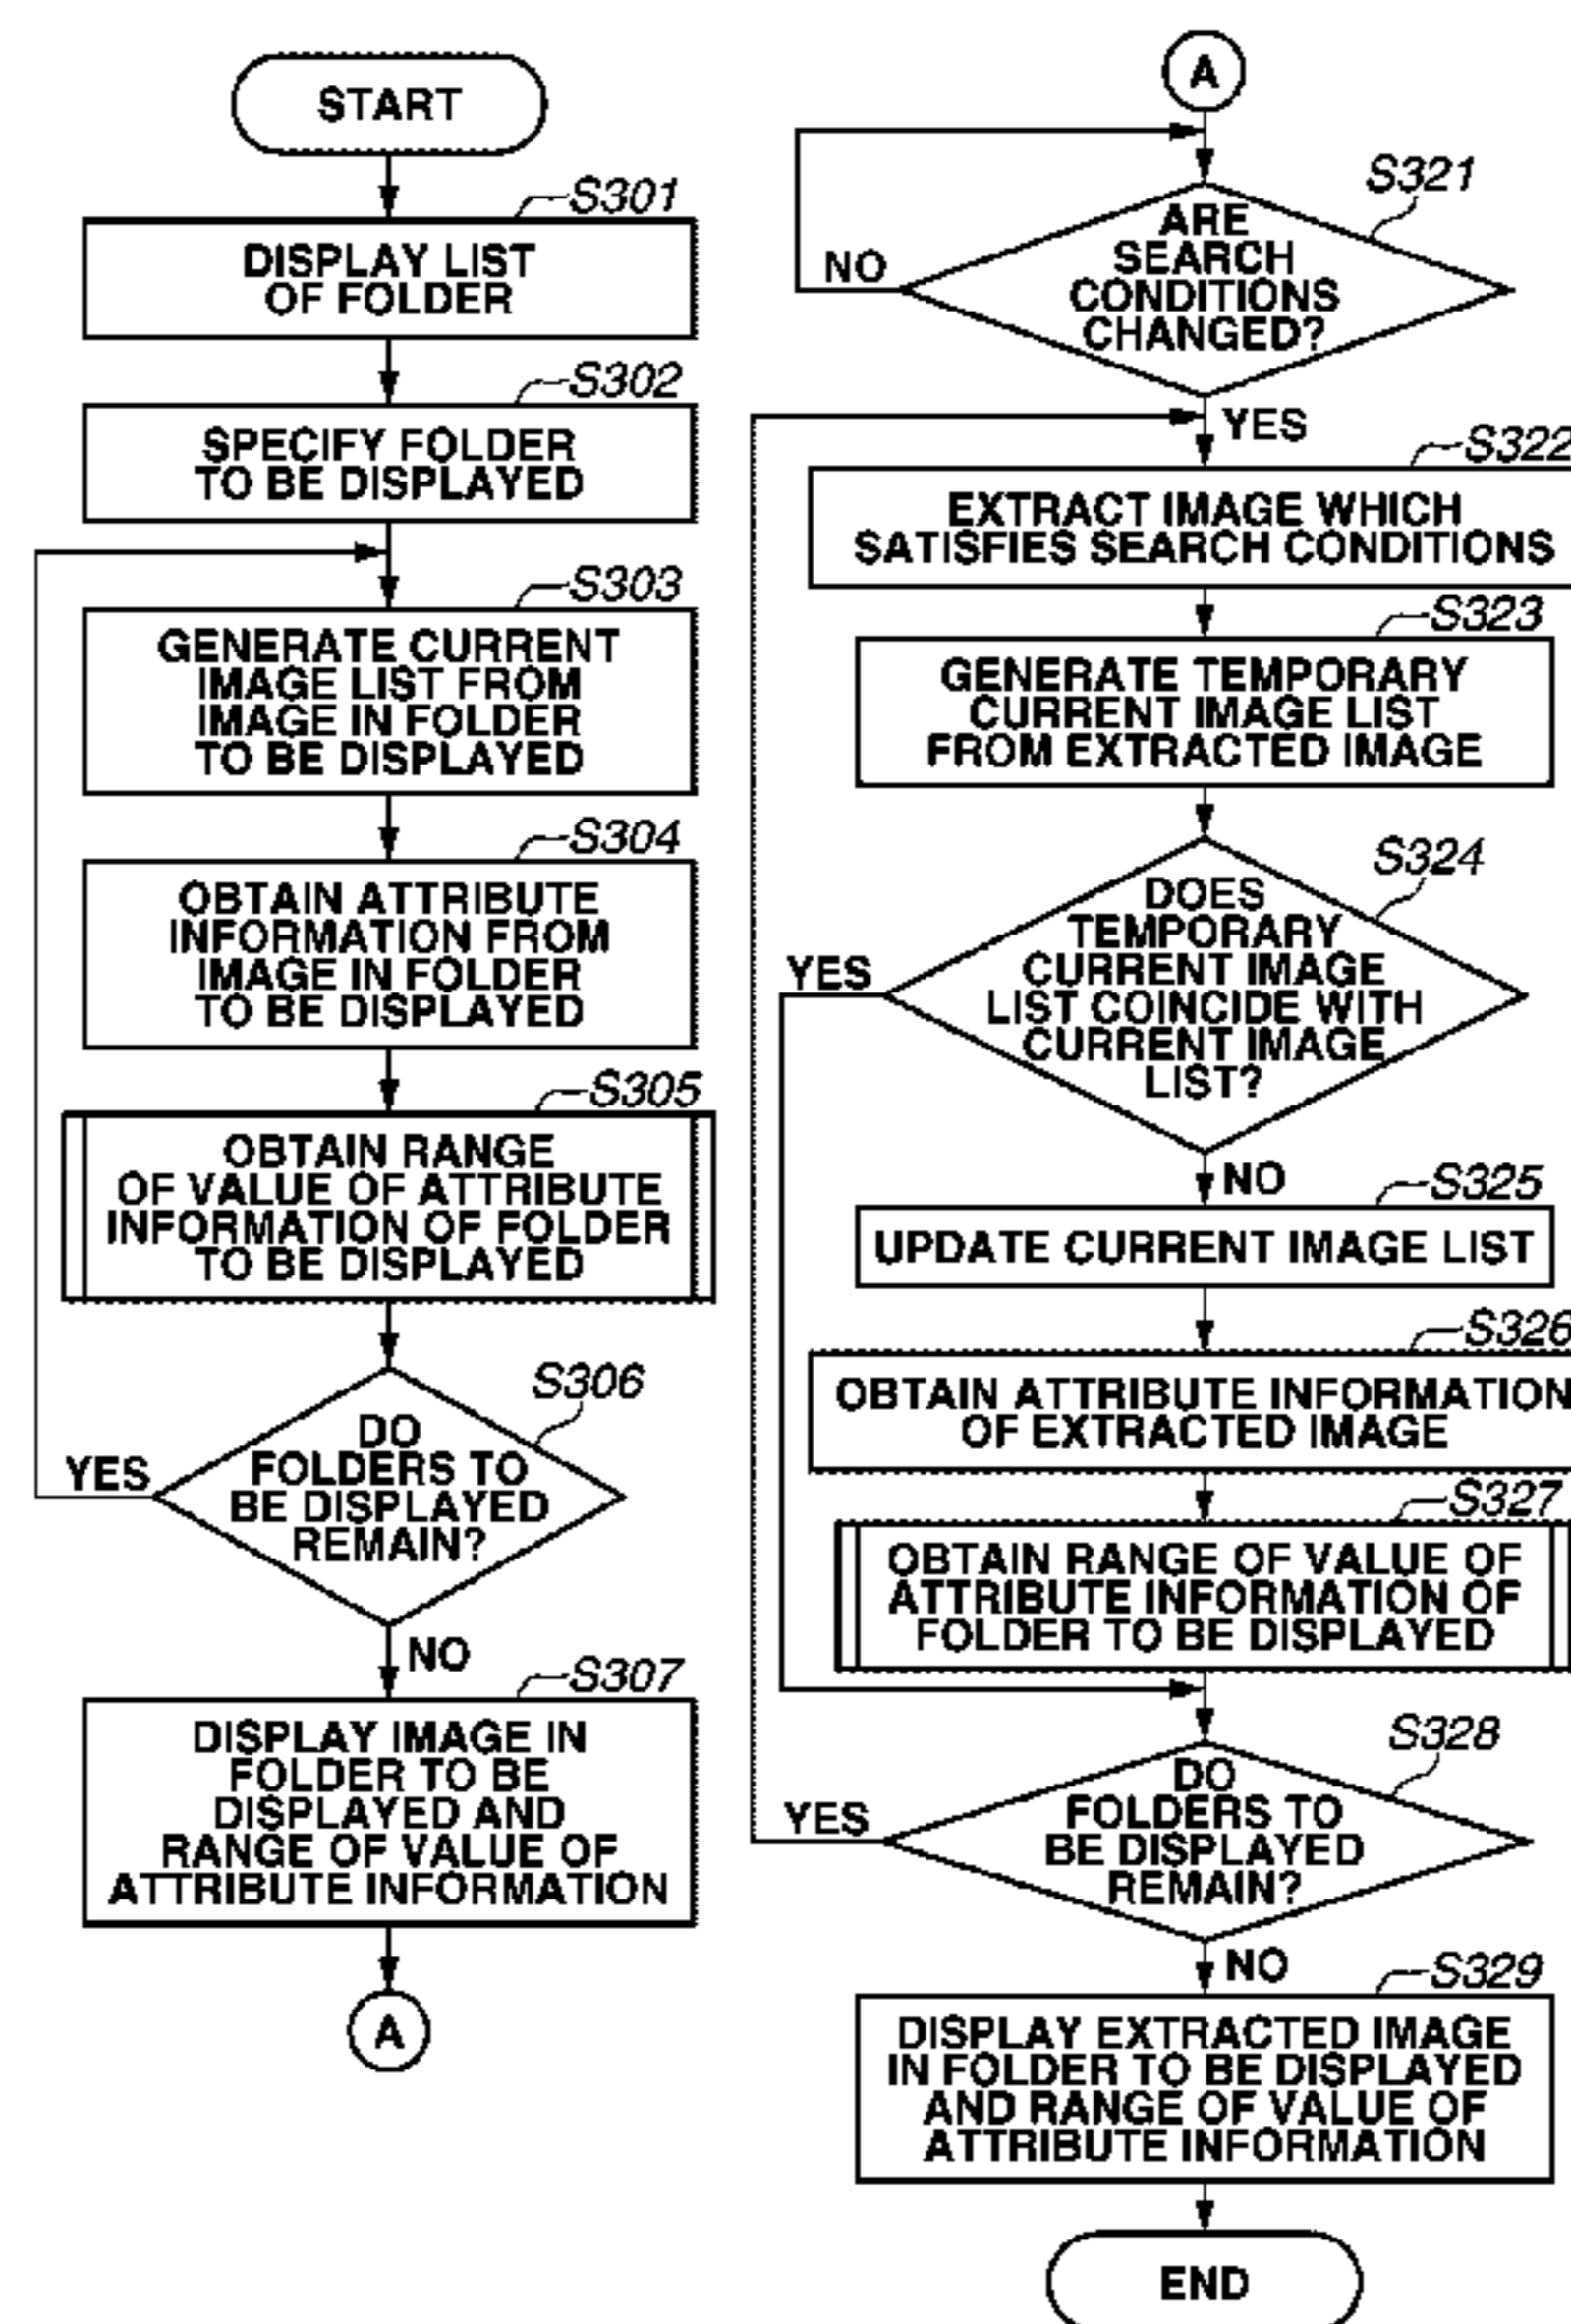 START
S301
DISPLAY LIST
OF FOLDER
S302
SPECIFY FOLDER
TO BE DISPLAYED
S303
GENERATE CURRENT
IMAGE LIST FROM
IMAGE IN FOLDER
TO BE DISPLAYED
S304
OBTAIN ATTRIBUTE
INFORMATION FROM
IMAGE IN FOLDER
TO BE DISPLAYED
S305
OBTAIN RANGE
OF VALUE OF ATTRIBUTE
INFORMATION OF FOLDER
TO BE DISPLAYED
S306
DO
FOLDERS TO
BE DISPLAYED
REMAIN?
YES
NO
S307
DISPLAY IMAGE IN
FOLDER TO BE
DISPLAYED AND
RANGE OF VALUE OF
ATTRIBUTE INFORMATION
A
A
S321
ARE
SEARCH
CONDITIONS
CHANGED?
NO
YES
S322
EXTRACT IMAGE WHICH
SATISFIES SEARCH CONDITIONS
S323
GENERATE TEMPORARY
CURRENT IMAGE LIST
FROM EXTRACTED IMAGE
S324
DOES
TEMPORARY
CURRENT IMAGE
LIST COINCIDE WITH
CURRENT IMAGE
LIST?
YES
NO
S325
UPDATE CURRENT IMAGE LIST
S326
OBTAIN ATTRIBUTE INFORMATION
OF EXTRACTED IMAGE
S327
OBTAIN RANGE OF VALUE OF
ATTRIBUTE INFORMATION OF
FOLDER TO BE DISPLAYED
S328
DO
FOLDERS TO
BE DISPLAYED
REMAIN?
YES
NO
S329
DISPLAY EXTRACTED IMAGE
IN FOLDER TO BE DISPLAYED
AND RANGE OF VALUE OF
ATTRIBUTE INFORMATION
END